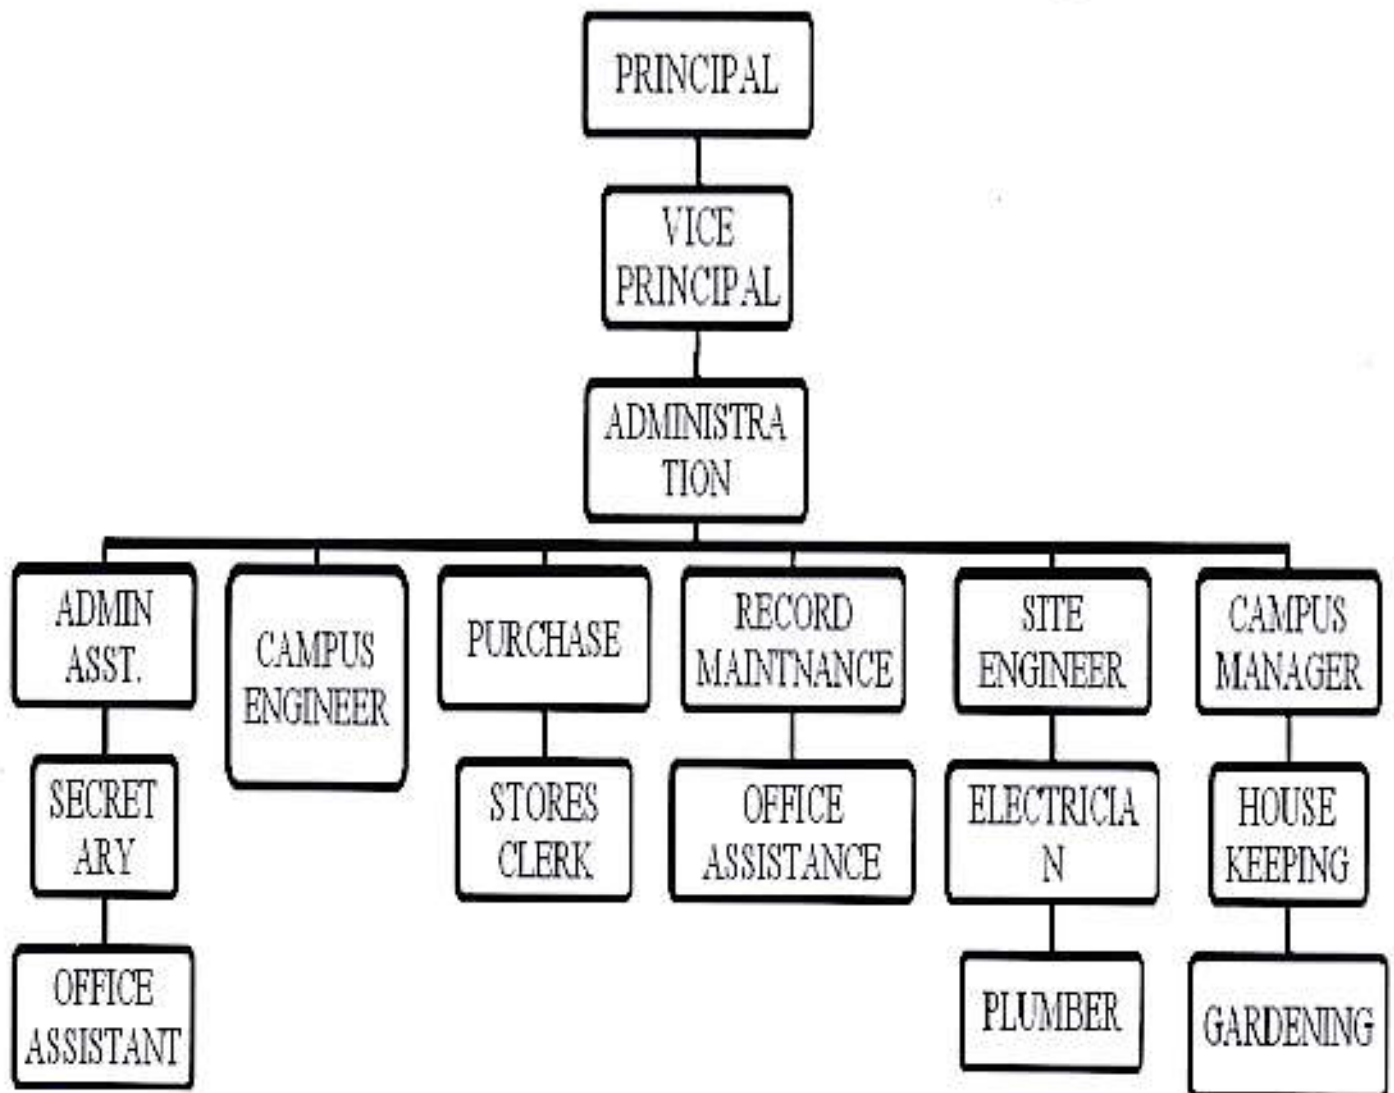 PRINCIPAL
VICE
PRINCIPAL
ADMINISTRA
TION
ADMIN
ASST.
CAMPUS
ENGINEER
PURCHASE
RECORD
MAINTNANCE
SITE
ENGINEER
CAMPUS
MANAGER
SECRET
ARY
STORES
CLERK
OFFICE
ASSISTANCE
ELECTRICIA
N
HOUSE
KEEPING
OFFICE
ASSISTANT
PLUMBER
GARDENING